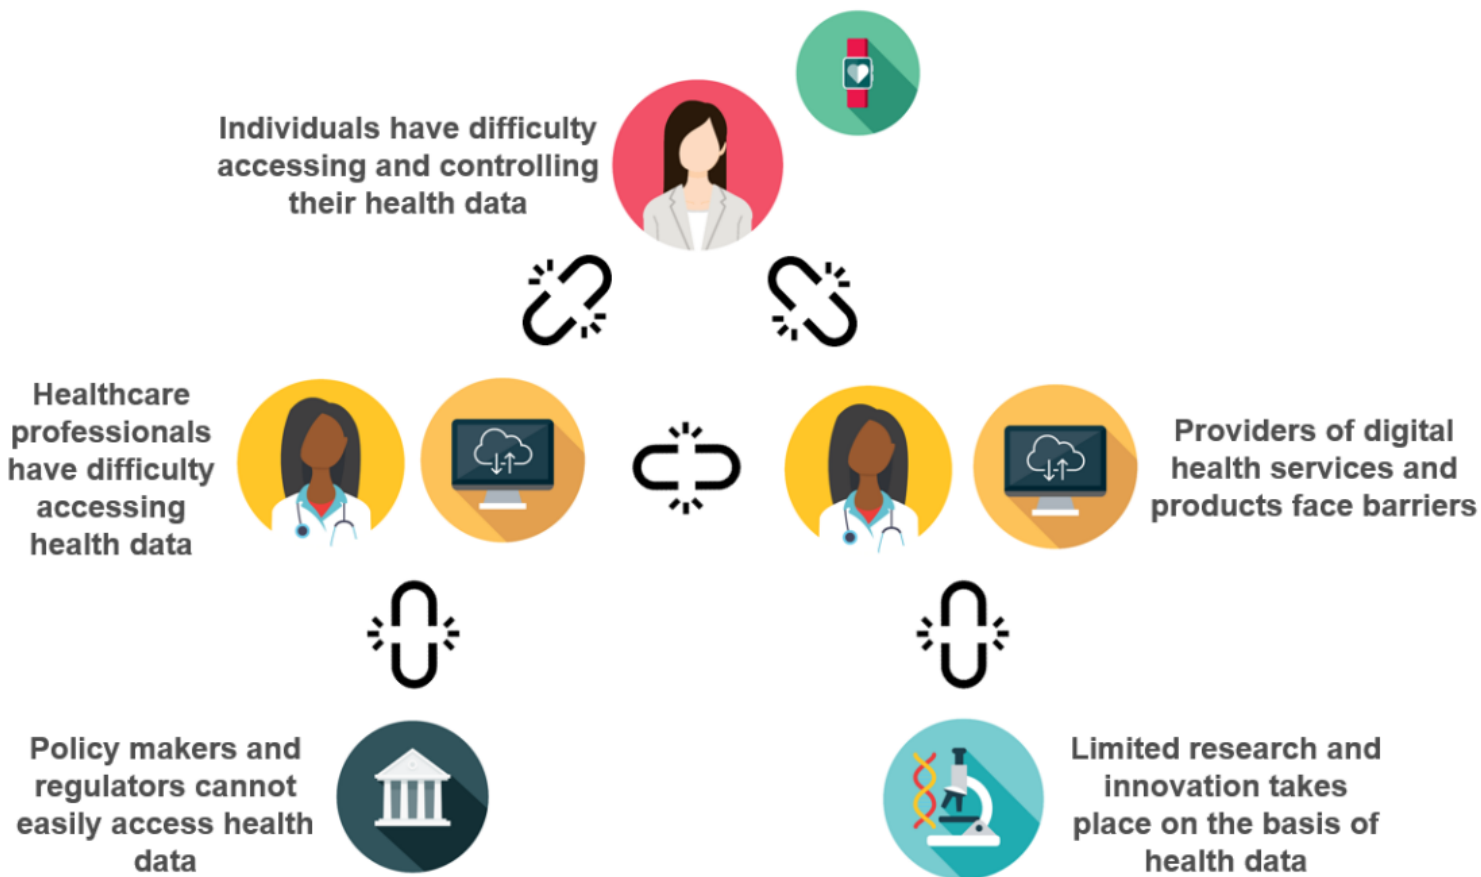 Individuals have difficulty
accessing and controlling
their health data
Healthcare
professionals
have difficulty
accessing
health data
Providers of digital
health services and
products face barriers
Policy makers and
regulators cannot
easily access health
data
Limited research and
innovation takes
place on the basis of
health data